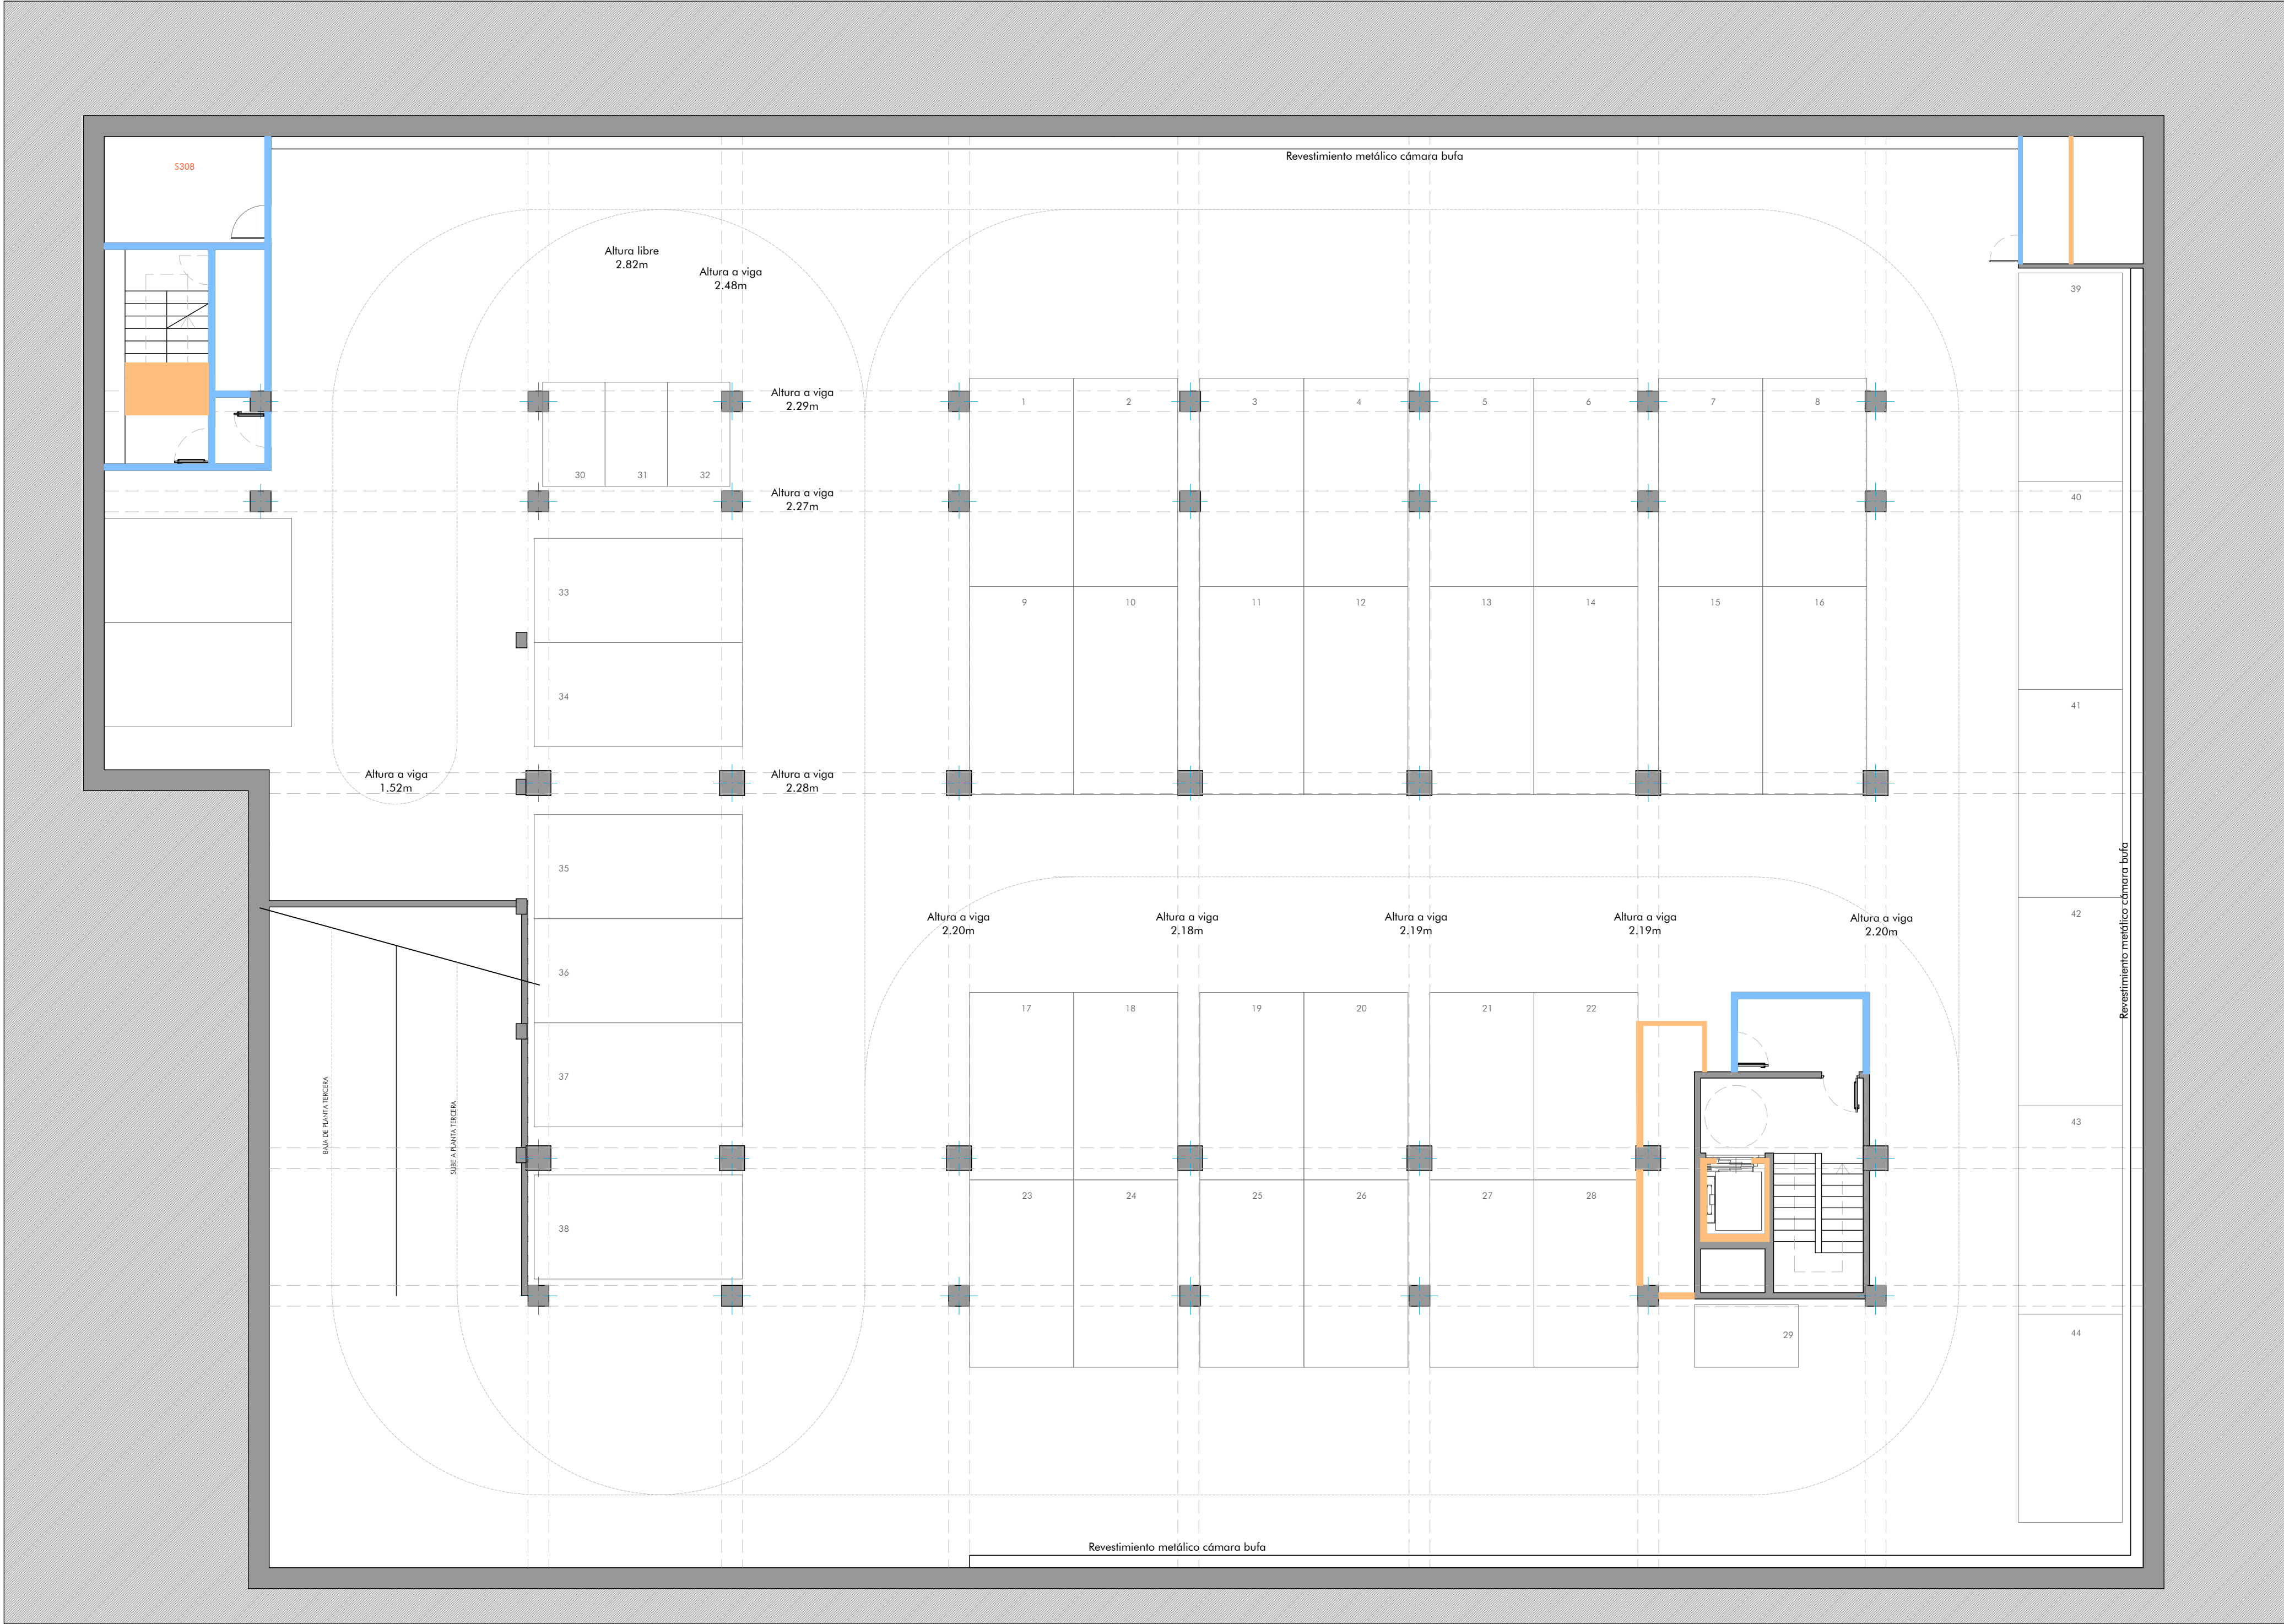 Revestimiento metálico cámara bufa
S308
Altura libre
2.82m
Altura a viga
2.48m
39
Altura a viga
2.29m
1
2
3
4
5
6
7
8
30
31
32
Altura a viga
2.27m
40
33
9
10
11
12
13
14
15
16
34
41
Altura a viga
1.52m
Altura a viga
2.28m
35
Altura a viga
2.20m
Altura a viga
2.18m
Altura a viga
2.19m
Altura a viga
2.19m
Altura a viga
2.20m
42
Revestimiento metálico cámara bufa
36
17
18
19
20
21
22
37
BAJA DE PLANTA TERCERA
SUBE A PLANTA TERCERA
43
23
24
25
26
27
28
38
29
44
Revestimiento metálico cámara bufa